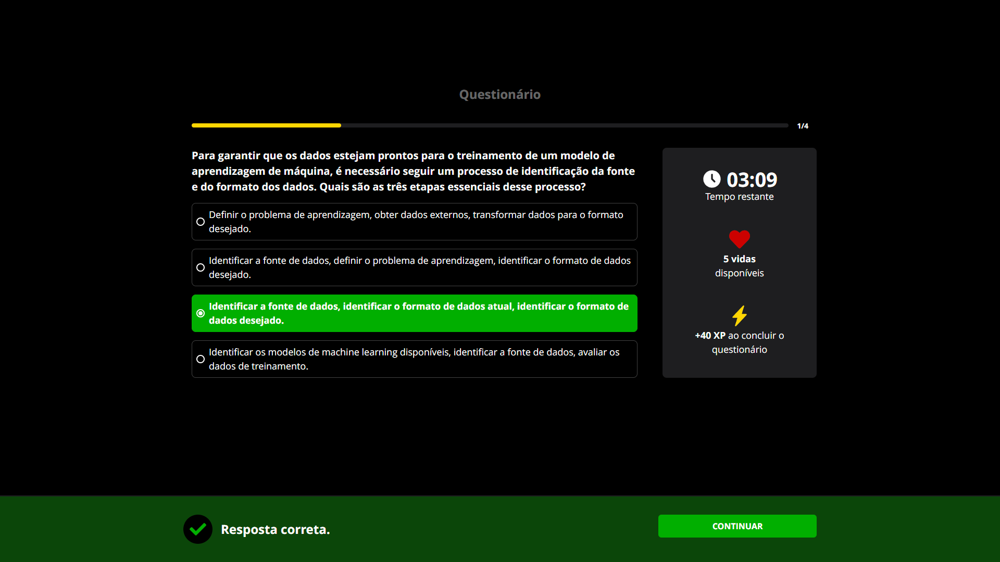 Questionário
1/4
Para garantir que os dados estejam prontos para o treinamento de um modelo de
aprendizagem de máquina, é necessário seguir um processo de identificação da fonte
e do formato dos dados. Quais são as três etapas essenciais desse processo?
Definir o problema de aprendizagem, obter dados externos, transformar dados para o formato
desejado.
Identificar a fonte de dados, definir o problema de aprendizagem, identificar o formato de dados
desejado.
Identificar a fonte de dados, identificar o formato de dados atual, identificar o formato de
dados desejado.
Identificar os modelos de machine learning disponíveis, identificar a fonte de dados, avaliar os
dados de treinamento.
03:09
Tempo restante
5 vidas
disponíveis
+40 XP ao concluir o
questionário
Resposta correta.
CONTINUAR